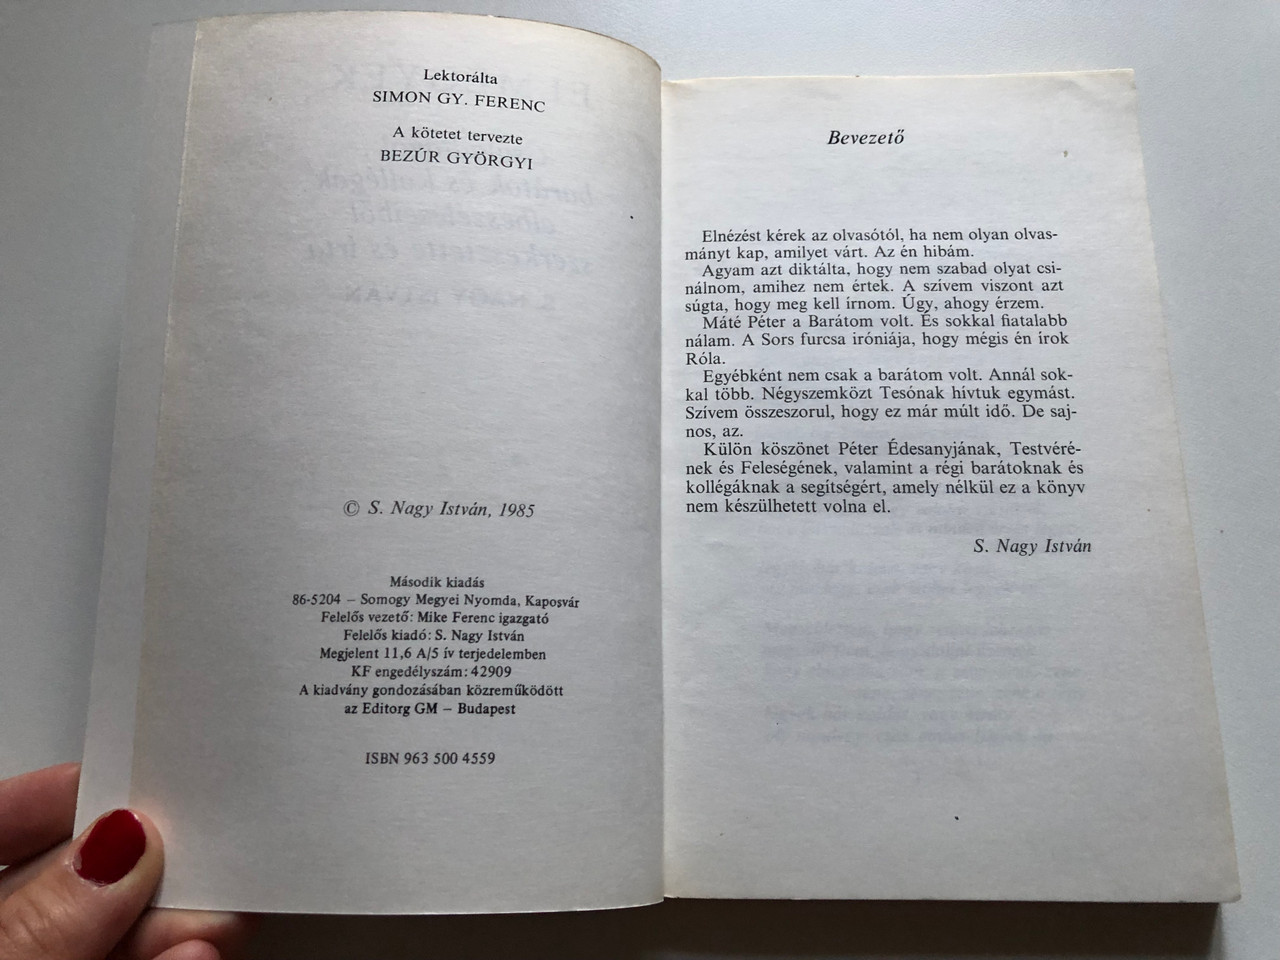 Lektorálta
SIMON GY. FERENC
A kötetet tervezte
BEZÚR GYÖRGYI
© S. Nagy István, 1985
Második kiadás
86-5204 – Somogy Megyei Nyomda, Kaposvár
Felelős vezető: Mike Ferenc igazgató
Felelős kiadó: S. Nagy István
Megjelent 11,6 A/5 ív terjedelemben
KF engedélyszám: 42909
A kiadvány gondozásában közreműködött
az Editorg GM – Budapest
ISBN 963 500 4559
Bevezető
Elnézést kérek az olvasótól, ha nem olyan olvas-
mányt kap, amilyet várt. Az én hibám.
Agyam azt diktálta, hogy nem szabad olyat csi-
nálnom, amihez nem értek. A szívem viszont azt
súgta, hogy meg kell írnom. Úgy, ahogy érzem.
Máté Péter a Barátom volt. És sokkal fiatalabb
nálam. A Sors furcsa iróniája, hogy mégis én írok
Róla.
Egyébként nem csak a barátom volt. Annál sok-
kal több. Négyszemközt Tesónak hívtuk egymást.
Szívem összeszorul, hogy ez már múlt idő. De saj-
nos, az.
Külön köszönet Péter Édesanyjának, Testvéré-
nek és Feleségének, valamint a régi barátoknak és
kollégáknak a segítségért, amely nélkül ez a könyv
nem készülhetett volna el.
S. Nagy István